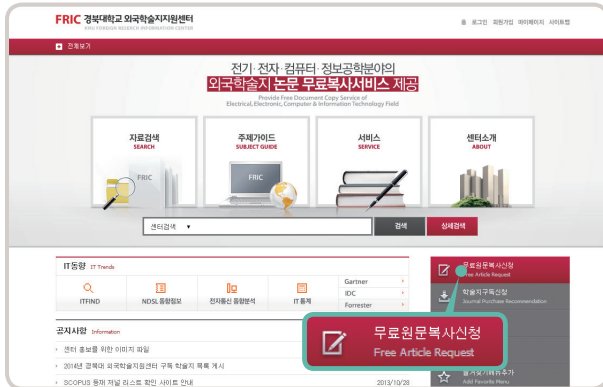 FRIC 경북대학교 외국학술지지원센터
KNU FOREIGN RESERCH INFORMATION CENTER
홈 로그인 회원가입 마이페이지 사이트맵
전체보기
전기·전자·컴퓨터·정보공학분야의
외국학술지 논문 무료복사서비스 제공
Provide Free Document Copy Service of
Electrical, Electronic, Computer & Information Technology Field
자료검색
SEARCH
FRIC
주제가이드
SUBJECT GUIDE
FRIC
서비스
SERVICE
센터소개
ABOUT
센터검색 ▼
검색
상세검색
IT동향 IT Trends
ITFIND
NDSL 동향정보
전자통신 동향분석
IT 통계
Gartner
IDC
Forrester
무료원문복사신청
Free Article Request
학술지구독신청
Journal Purchase Recommendation
공지사항 Information
센터 홍보를 위한 이미지 파일
2014년 경북대 외국학술지원센터 구독 학술지 목록 게시
SCOPUS 등재 저널 리스트 확인 사이트 안내
2013/10/28
무료원문복사신청
Free Article Request
즐겨찾기메뉴추가
Add Favorite Menu